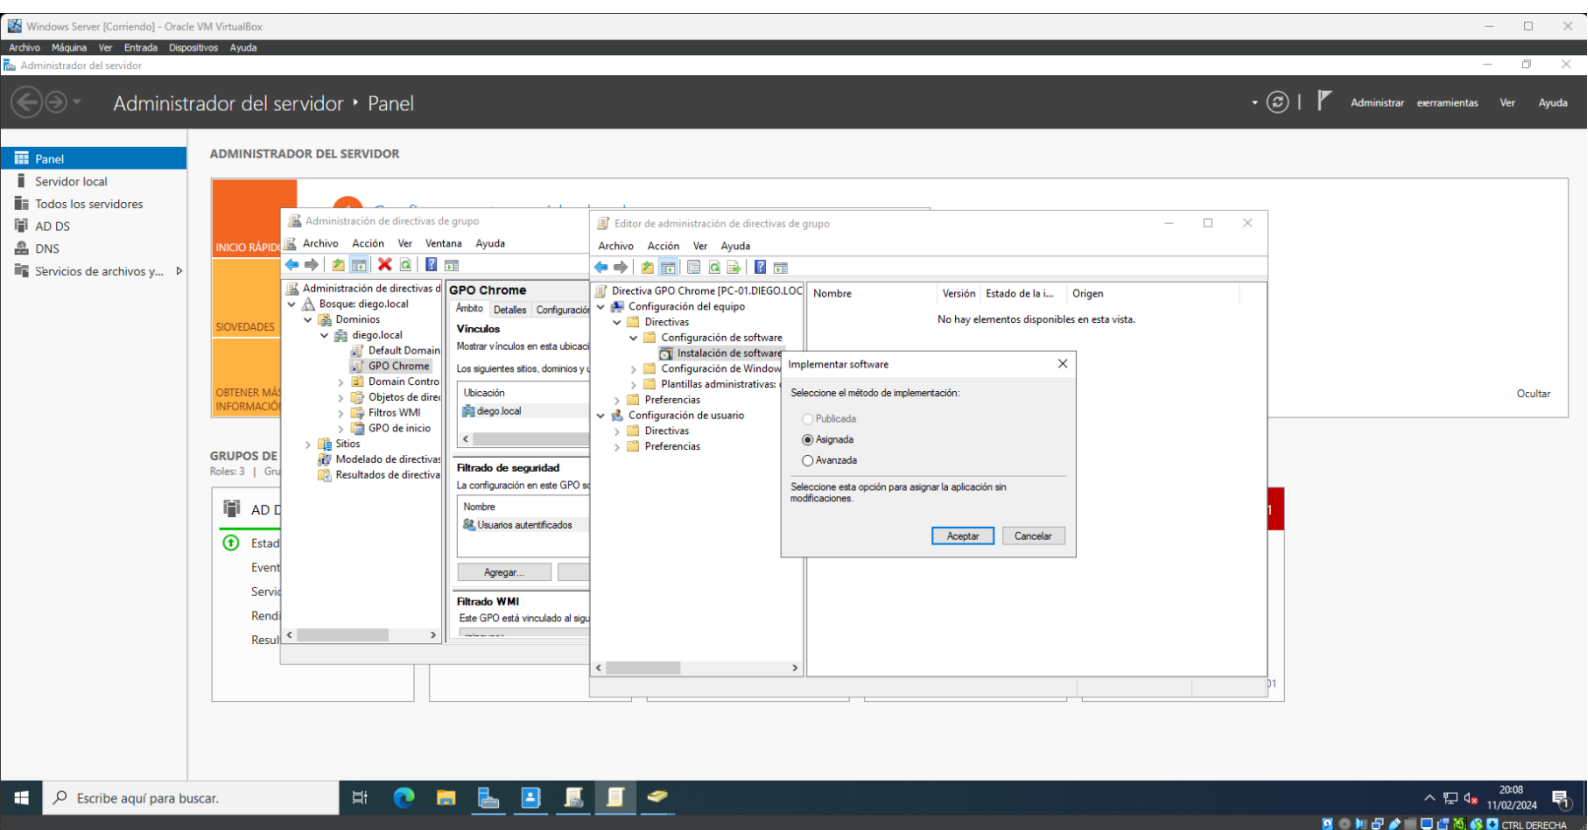 Windows Server [Corriendo] - Oracle VM VirtualBox
Archivo Máquina Ver Entrada Dispositivos Ayuda
Administrador del servidor
Administrador del servidor • Panel
Administrar Ver Ayuda
Panel
Servidor local
Todos los servidores
AD DS
DNS
Servicios de archivos y...
ADMINISTRADOR DEL SERVIDOR
INICIO RÁPID
OBTENER MÁS
INFORMACIÓ
Ocultar
GRUPOS DE
Roles: 3 | Gru
AD D
Estad
Event
Servic
Rendi
Resul
1
01
Administración de directivas de grupo
Archivo Acción Ver Ventana Ayuda
Administración de directivas d
Bosque: diego.local
Dominios
diego.local
Default Domain
GPO Chrome
Domain Contro
Objetos de direc
Filtros WMI
GPO de inicio
Sitios
Modelado de directivas
Resultados de directiva
GPO Chrome
Ámbito Detalles Configuración
Vínculos
Mostrar vínculos en esta ubicaci
Los siguientes sitios, dominios y u
Ubicación
diego.local
Filtrado de seguridad
La configuración en este GPO so
Nombre
Usuarios autentificados
Agregar...
Filtrado WMI
Este GPO está vinculado al sigu
Editor de administración de directivas de grupo
Archivo Acción Ver Ayuda
Directiva GPO Chrome [PC-01.DIEGO.LOC
Configuración del equipo
Directivas
Configuración de software
Instalación de software
Configuración de Window
Plantillas administrativas:
Preferencias
Configuración de usuario
Directivas
Preferencias
Nombre Versión Estado de la i... Origen
No hay elementos disponibles en esta vista.
Implementar software
Seleccione el método de implementación:
Publicada
Asignada
Avanzada
Seleccione esta opción para asignar la aplicación sin
modificaciones.
Aceptar Cancelar
Escribe aquí para buscar.
20:08
11/02/2024
1
CTRL DERECHA